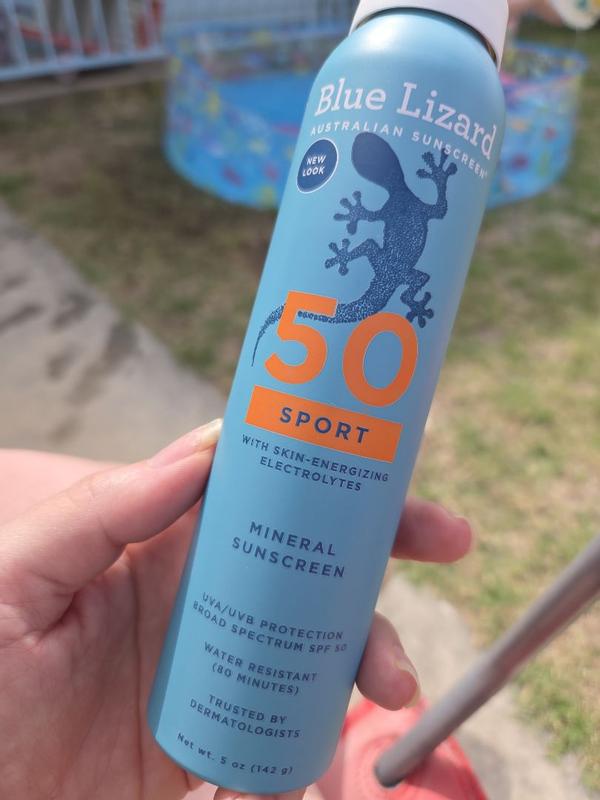 Blue Lizard
AUSTRALIAN SUNSCREEN
NEW
LOOK
50
SPORT
WITH SKIN-ENERGIZING
ELECTROLYTES
MINERAL
SUNSCREEN
UVA/UVB PROTECTION
BROAD SPECTRUM SPF 50
WATER RESISTANT
(80 MINUTES)
TRUSTED BY
DERMATOLOGISTS
Net wt. 5 oz (142 g)